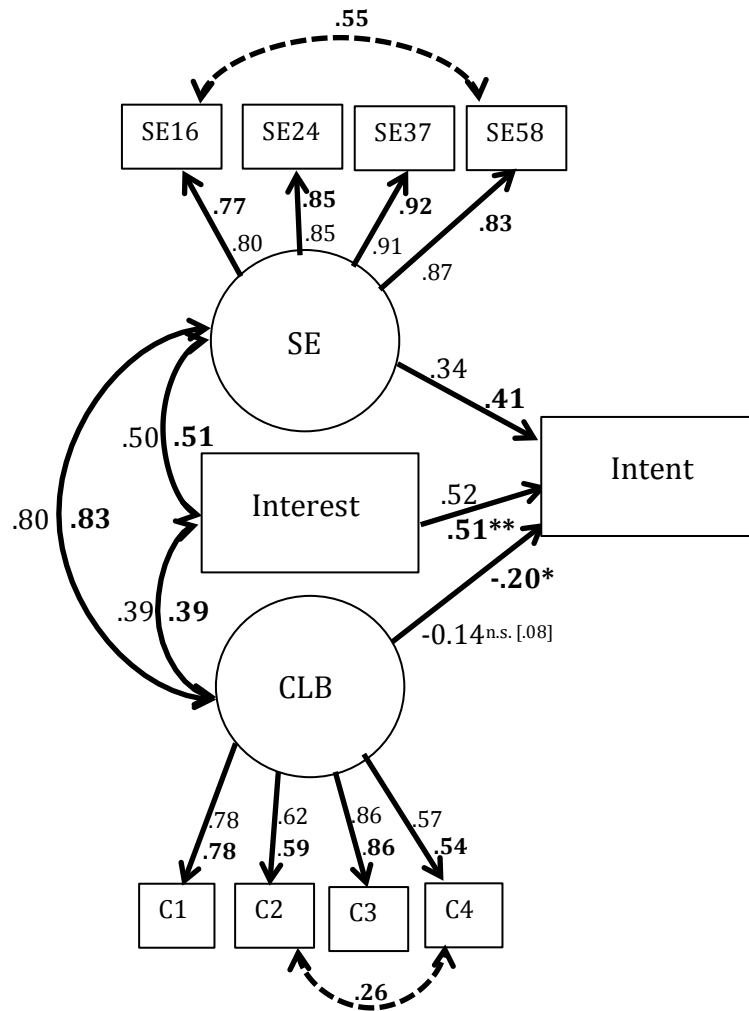 .55
SE16 SE24 SE37 SE58
.77 .85 .92 .83
.80 .85 .91 .87
SE
.34
.41
.50 .51
Interest
.52
.51**
Intent
.80 .83
-.20*
.39 .39
-0.14n.s. [.08]
CLB
.78 .62 .86 .57
.78 .59 .86 .54
C1 C2 C3 C4
.26